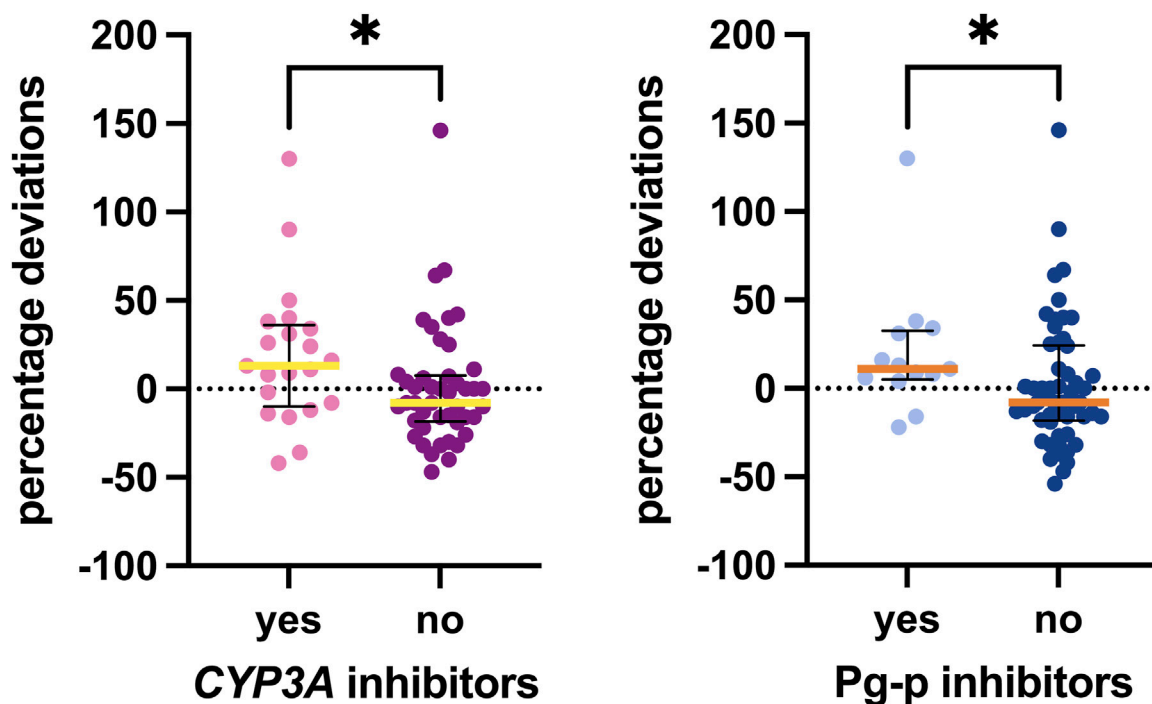 percentage deviations
200
150
100
50
0
-50
-100
*
yes no
CYP3A inhibitors
percentage deviations
200
150
100
50
0
-50
-100
*
yes no
Pg-p inhibitors